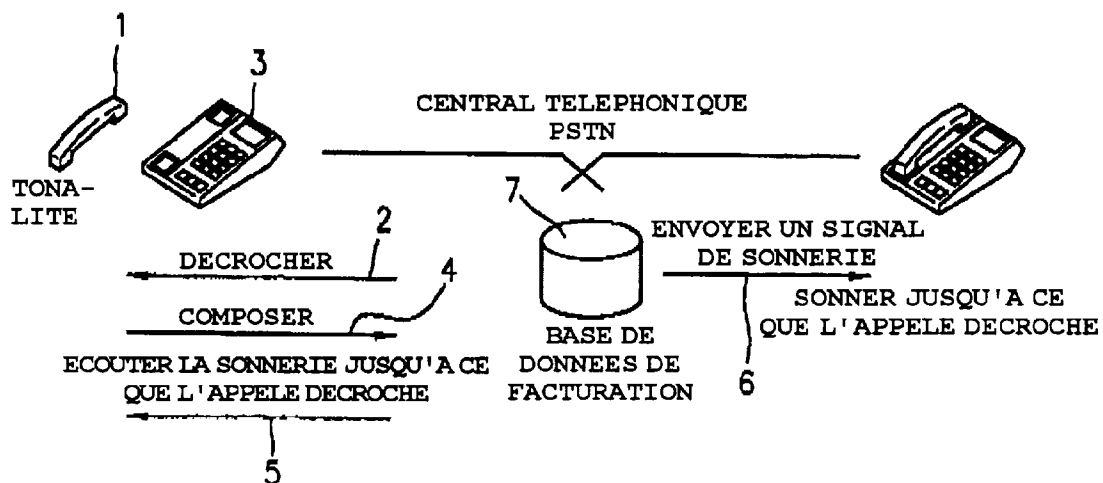 1
3
CENTRAL TELEPHONIQUE
PSTN
TONA-
LITE
7
ENVOYER UN SIGNAL
DE SONNERIE
2
DECROCHER
4
COMPOSER
SONNER JUSQU'A CE
QUE L'APPELE DECROCHE
BASE DE
DONNEES DE
FACTURATION
6
ECOUTER LA SONNERIE JUSQU'A CE
QUE L'APPELE DECROCHE
5